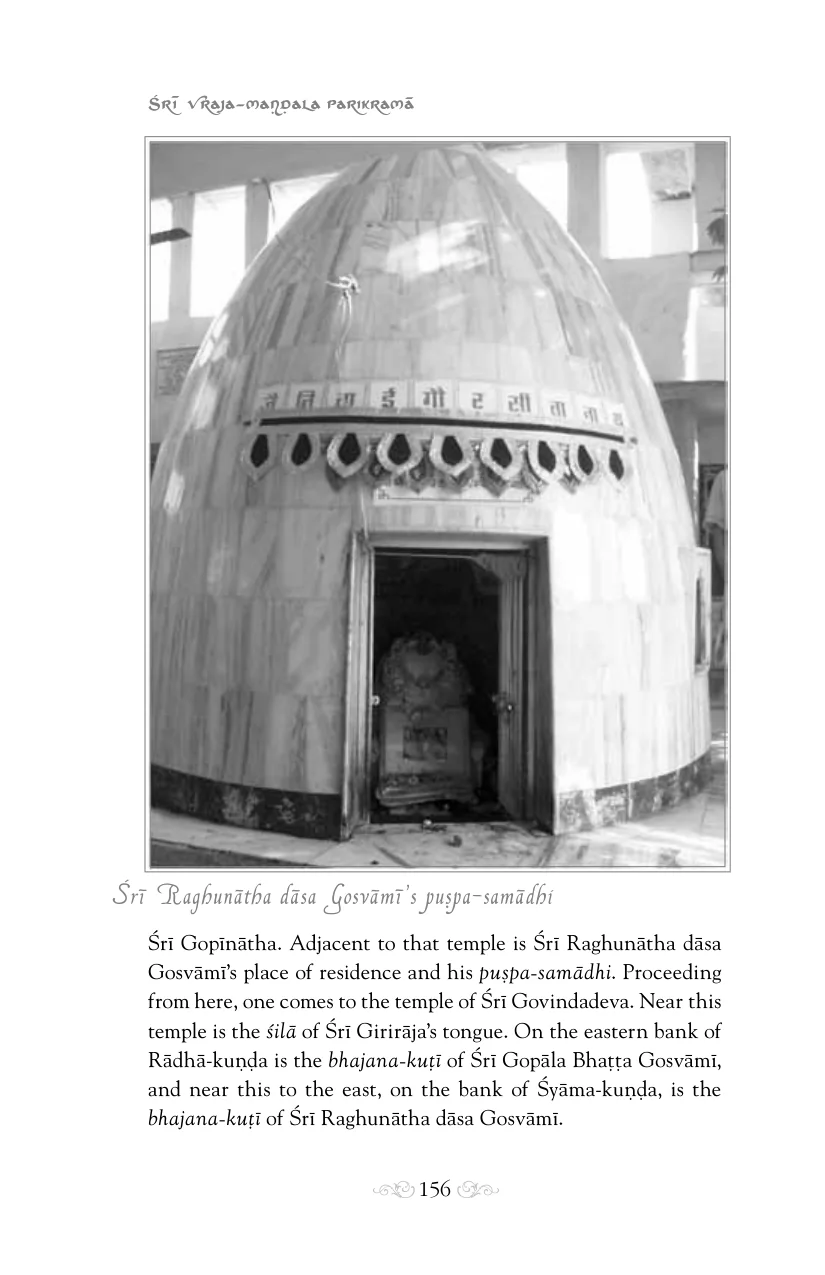 Śrī Vraja-maṇḍala Parikramā
जै नि ता ई गौ र सी ता ना थ
Śrī Raghunātha dāsa Gosvāmī’s puṣpa-samādhi
Śrī Gopīnātha. Adjacent to that temple is Śrī Raghunātha dāsa
Gosvāmī’s place of residence and his puṣpa-samādhi. Proceeding
from here, one comes to the temple of Śrī Govindadeva. Near this
temple is the śilā of Śrī Girirāja’s tongue. On the eastern bank of
Rādhā-kuṇḍa is the bhajana-kuṭī of Śrī Gopāla Bhaṭṭa Gosvāmī,
and near this to the east, on the bank of Śyāma-kuṇḍa, is the
bhajana-kuṭī of Śrī Raghunātha dāsa Gosvāmī.
156